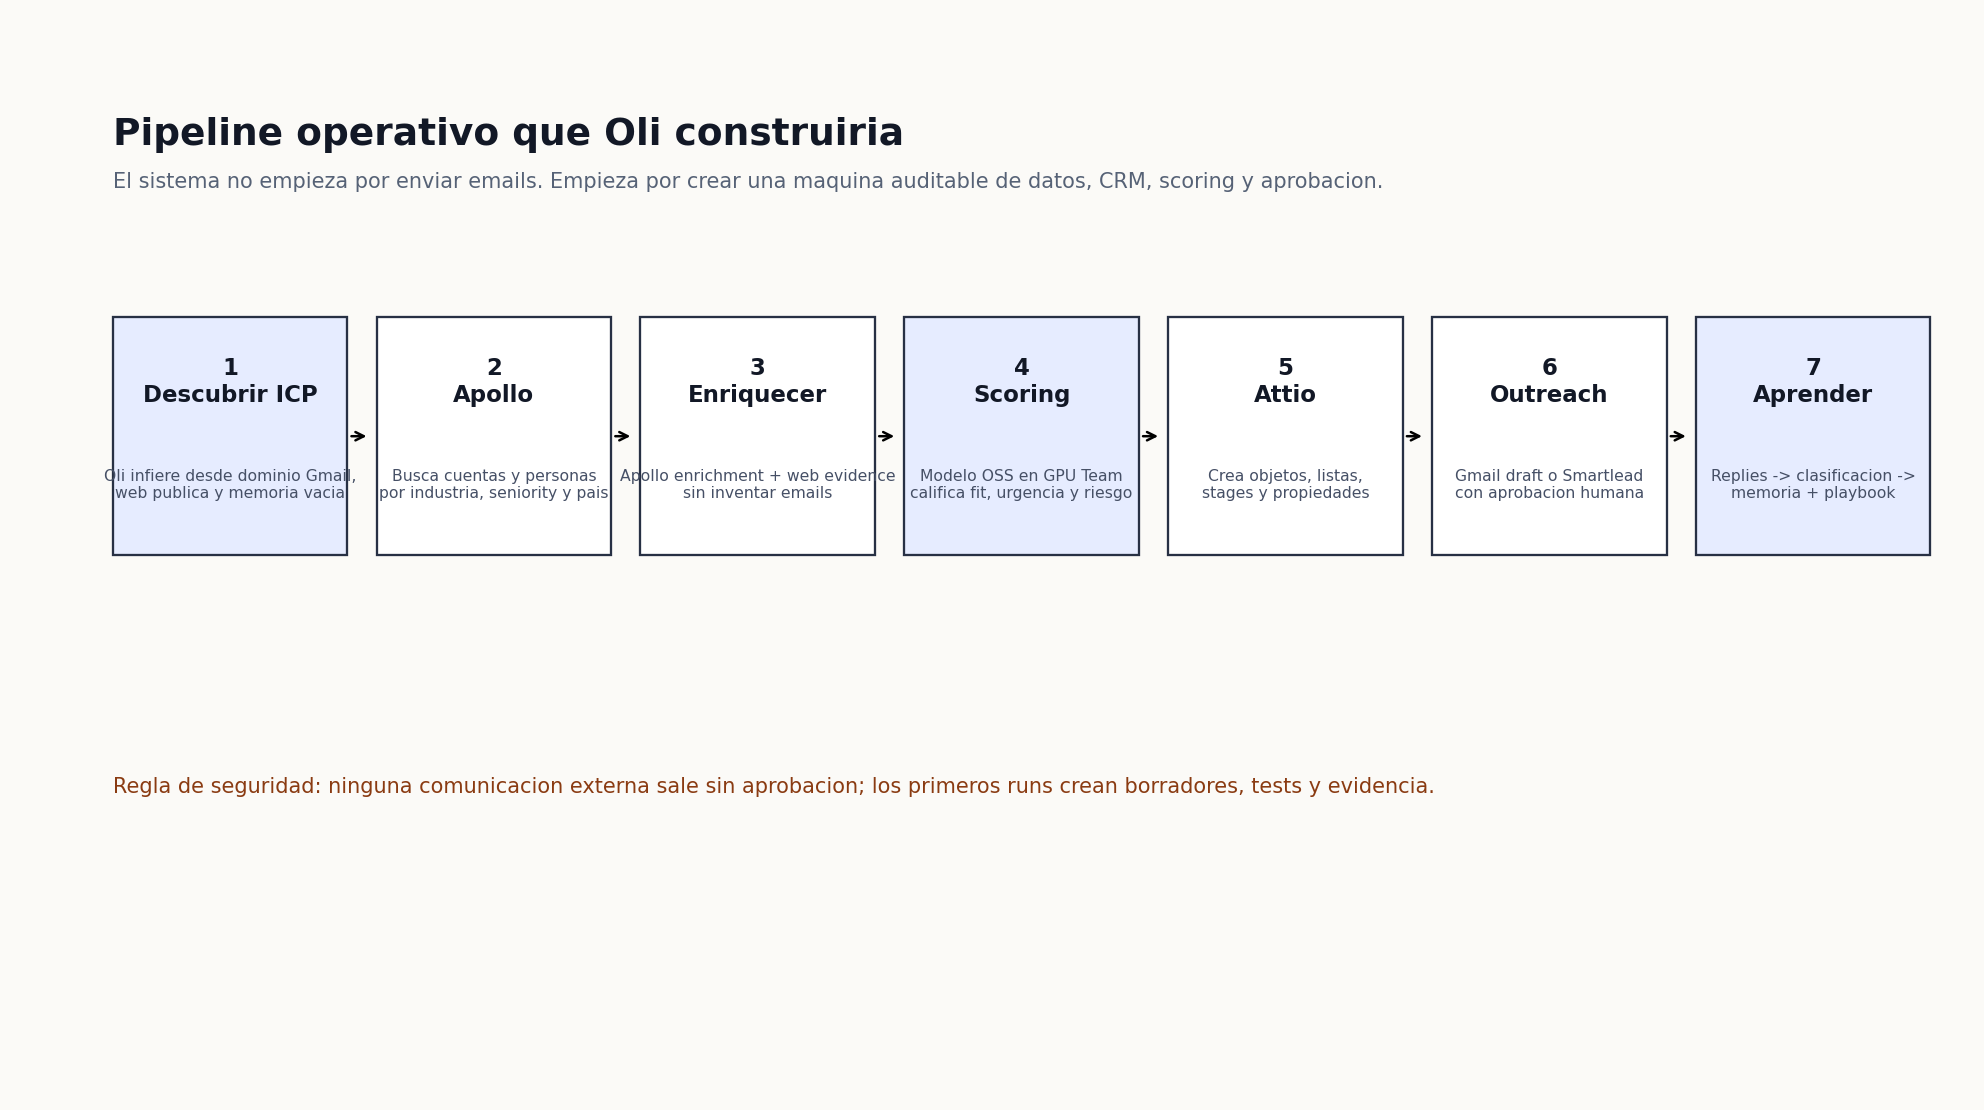 Pipeline operativo que Oli construiria
El sistema no empieza por enviar emails. Empieza por crear una maquina auditable de datos, CRM, scoring y aprobacion.
1
Descubrir ICP
Oli infiere desde dominio Gmail,
web publica y memoria vacia
2
Apollo
Busca cuentas y personas
por industria, seniority y pais
3
Enriquecer
Apollo enrichment + web evidence
sin inventar emails
4
Scoring
Modelo OSS en GPU Team
califica fit, urgencia y riesgo
5
Attio
Crea objetos, listas,
stages y propiedades
6
Outreach
Gmail draft o Smartlead
con aprobacion humana
7
Aprender
Replies -> clasificacion ->
memoria + playbook
Regla de seguridad: ninguna comunicacion externa sale sin aprobacion; los primeros runs crean borradores, tests y evidencia.